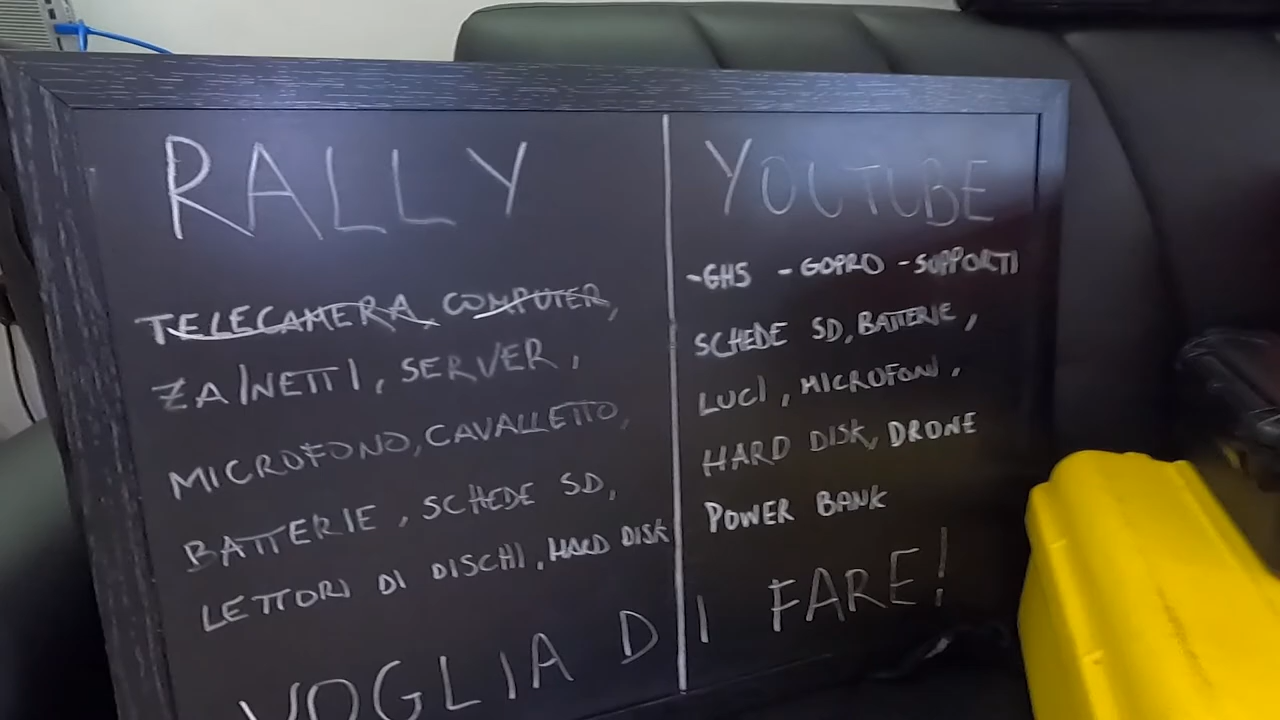 RALLY
TELECAMERA, COMPUTER,
ZAINETTI, SERVER,
MICROFONO, CAVALLETTO,
BATTERIE, SCHEDE SD,
LETTORI DI DISCHI, HARD DISK
YOUTUBE
-GH5 -GOPRO -SUPPORTI
SCHEDE SD, BATTERIE,
LUCI, MICROFONI,
HARD DISK, DRONE
POWER BANK
VOGLIA DI FARE!